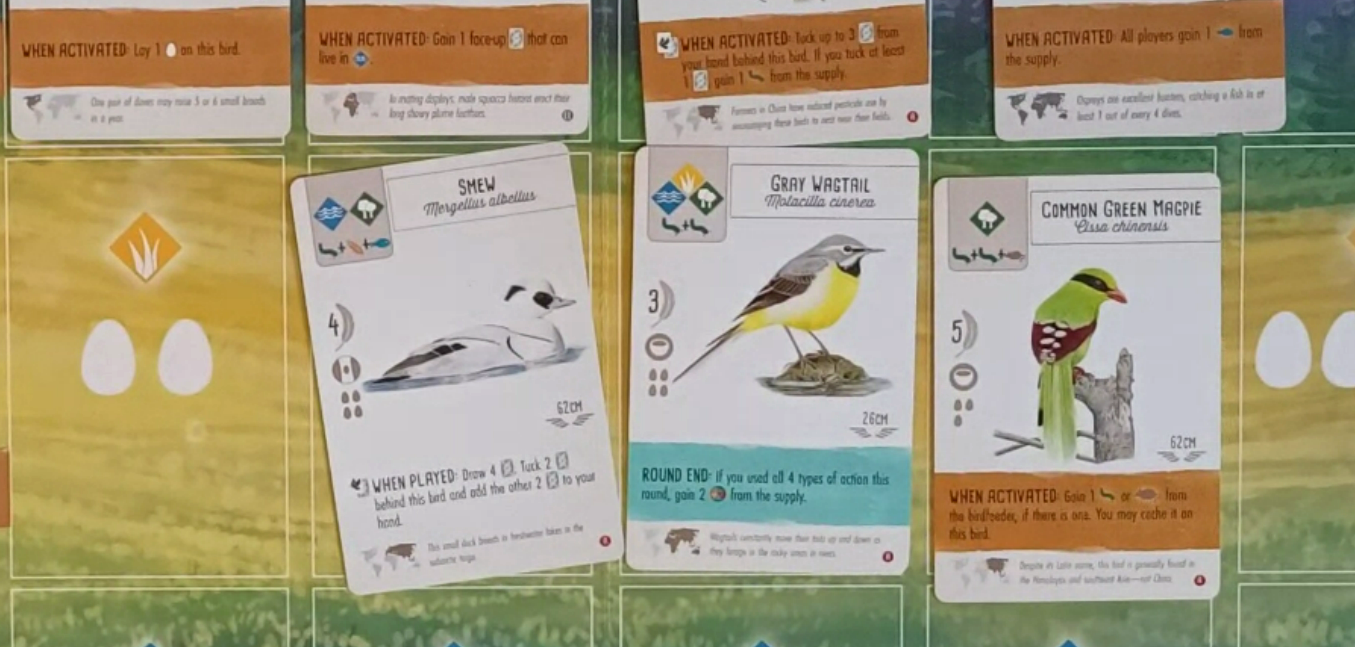 WHEN ACTIVATED: Lay 1 on this bird.
One pair of doves may raise 5 or 6 small broods
in a year.
WHEN ACTIVATED: Gain 1 face-up that can
live in
In mating displays, male squacco herons erect their
long showy plume feathers.
WHEN ACTIVATED: Tuck up to 3 from
your hand behind this bird. If you tuck at least
1 gain 1 from the supply.
Farmers in China have reduced pesticide use by
encouraging these birds to nest near their fields.
WHEN ACTIVATED: All players gain 1 from
the supply.
Ospreys are excellent hunters, catching a fish in at
least 1 out of every 4 dives.
SMEW
Mergellus albellus
4
62CM
WHEN PLAYED: Draw 4 Tuck 2
behind this bird and add the other 2 to your
hand.
This small duck breeds in freshwater lakes in the
GRAY WAGTAIL
Motacilla cinerea
3
26CM
ROUND END: If you used all 4 types of action this
round, gain 2 from the supply.
Wagtails constantly move their tails up and down as
they forage in the rocky areas
COMMON GREEN MAGPIE
Cissa chinensis
5
62CM
WHEN ACTIVATED: Gain 1 or from
the birdfeeder, if there is one. You may cache it on
this bird.
Despite its Latin name, this bird is generally found in
the Himalayas and southeast Asia—not China.